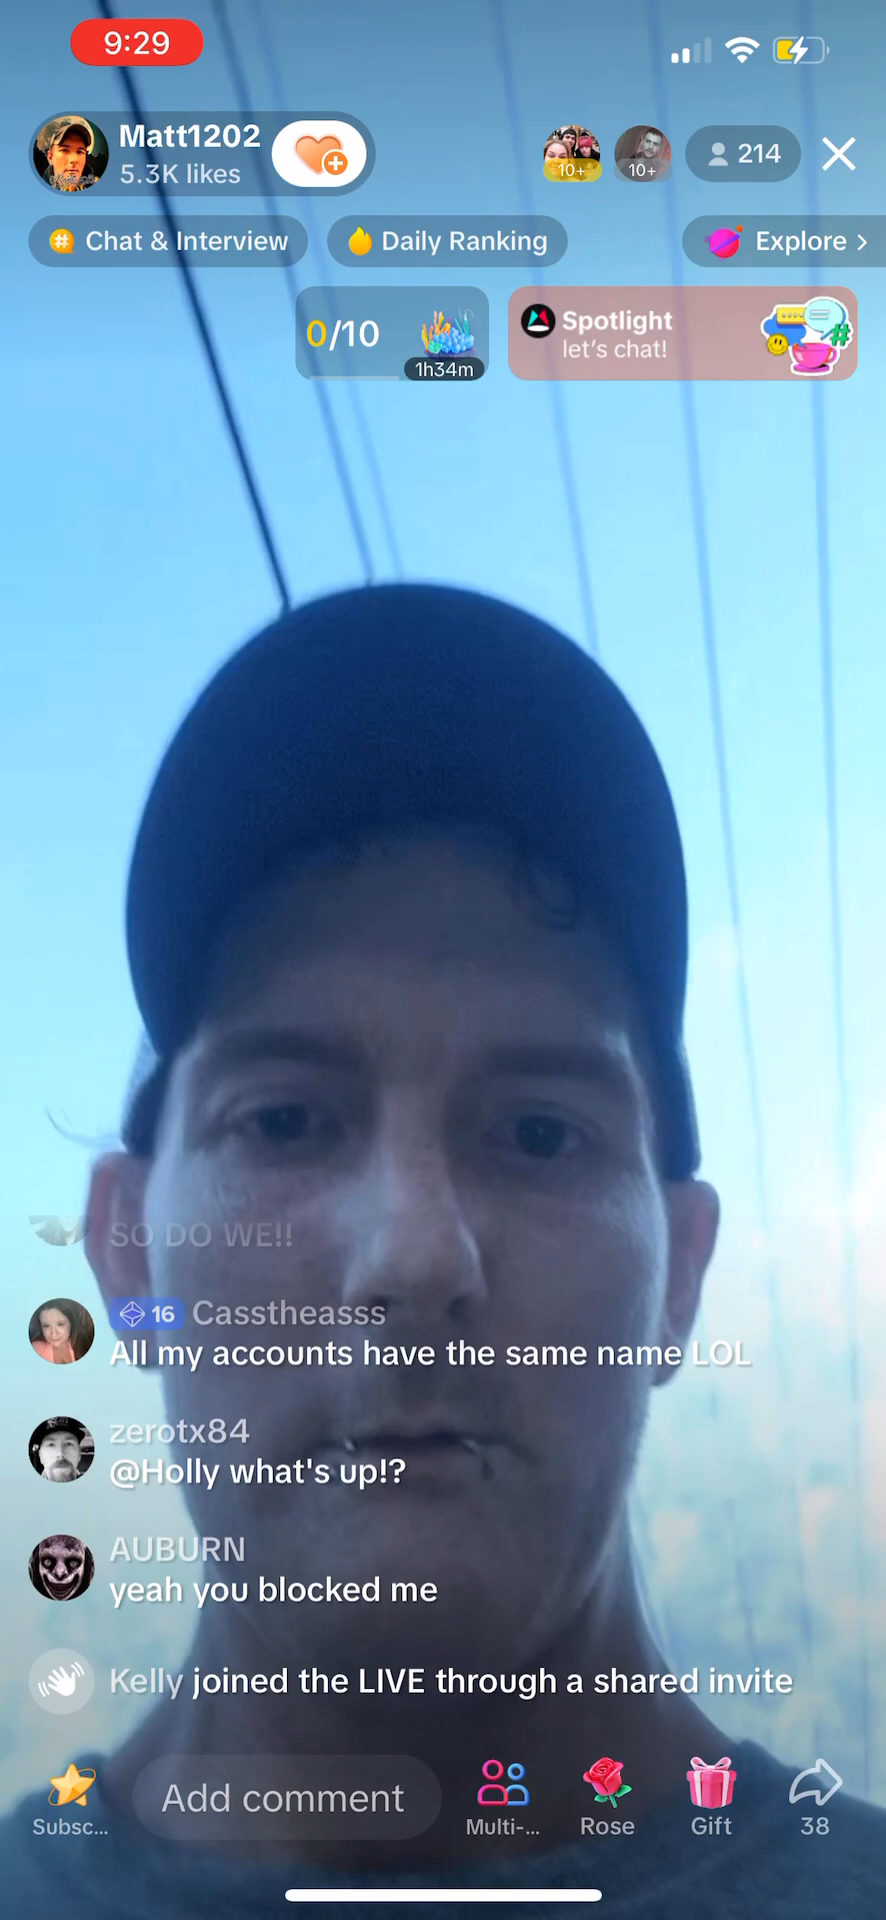 9:29
Matt1202
5.3K likes
10+
10+
214
Chat & Interview
Daily Ranking
Explore >
0/10
1h34m
Spotlight
let's chat!
SO DO WE!!
16 Casstheasss
All my accounts have the same name LOL
zerotx84
@Holly what's up!?
AUBURN
yeah you blocked me
Kelly joined the LIVE through a shared invite
Subsc...
Add comment
Multi-...
Rose
Gift
38